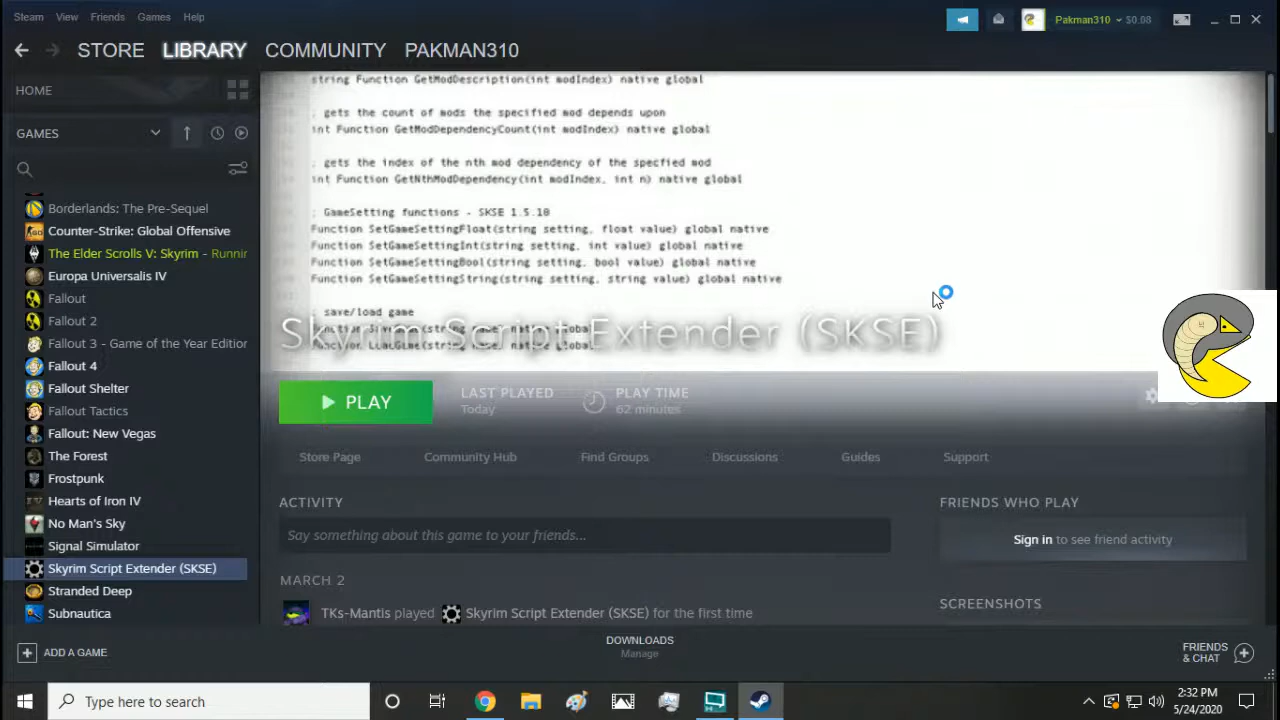 Steam View Friends Games Help
Pakman310 $0.08
STORE LIBRARY COMMUNITY PAKMAN310
HOME
GAMES
Borderlands: The Pre-Sequel
Counter-Strike: Global Offensive
The Elder Scrolls V: Skyrim - Runnin
Europa Universalis IV
Fallout
Fallout 2
Fallout 3 - Game of the Year Edition
Fallout 4
Fallout Shelter
Fallout Tactics
Fallout: New Vegas
The Forest
Frostpunk
Hearts of Iron IV
No Man's Sky
Signal Simulator
Skyrim Script Extender (SKSE)
Stranded Deep
Subnautica
string Function GetModDescription(int modIndex) native global
; gets the count of mods the specified mod depends upon
int Function GetModDependencyCount(int modIndex) native global
; gets the index of the nth mod dependency of the specfied mod
int Function GetNthModDependency(int modIndex, int n) native global
; GameSetting functions - SKSE 1.5.10
Function SetGameSettingFloat(string setting, float value) global native
Function SetGameSettingInt(string setting, int value) global native
Function SetGameSettingBool(string setting, bool value) global native
Function SetGameSettingString(string setting, string value) global native
; save/load game
Skyrim Script Extender (SKSE)
PLAY
LAST PLAYED
Today
PLAY TIME
62 minutes
Store Page Community Hub Find Groups Discussions Guides Support
ACTIVITY
Say something about this game to your friends...
MARCH 2
TKs-Mantis played Skyrim Script Extender (SKSE) for the first time
FRIENDS WHO PLAY
Sign in to see friend activity
SCREENSHOTS
ADD A GAME
DOWNLOADS
Manage
FRIENDS
& CHAT
Type here to search
2:32 PM
5/24/2020